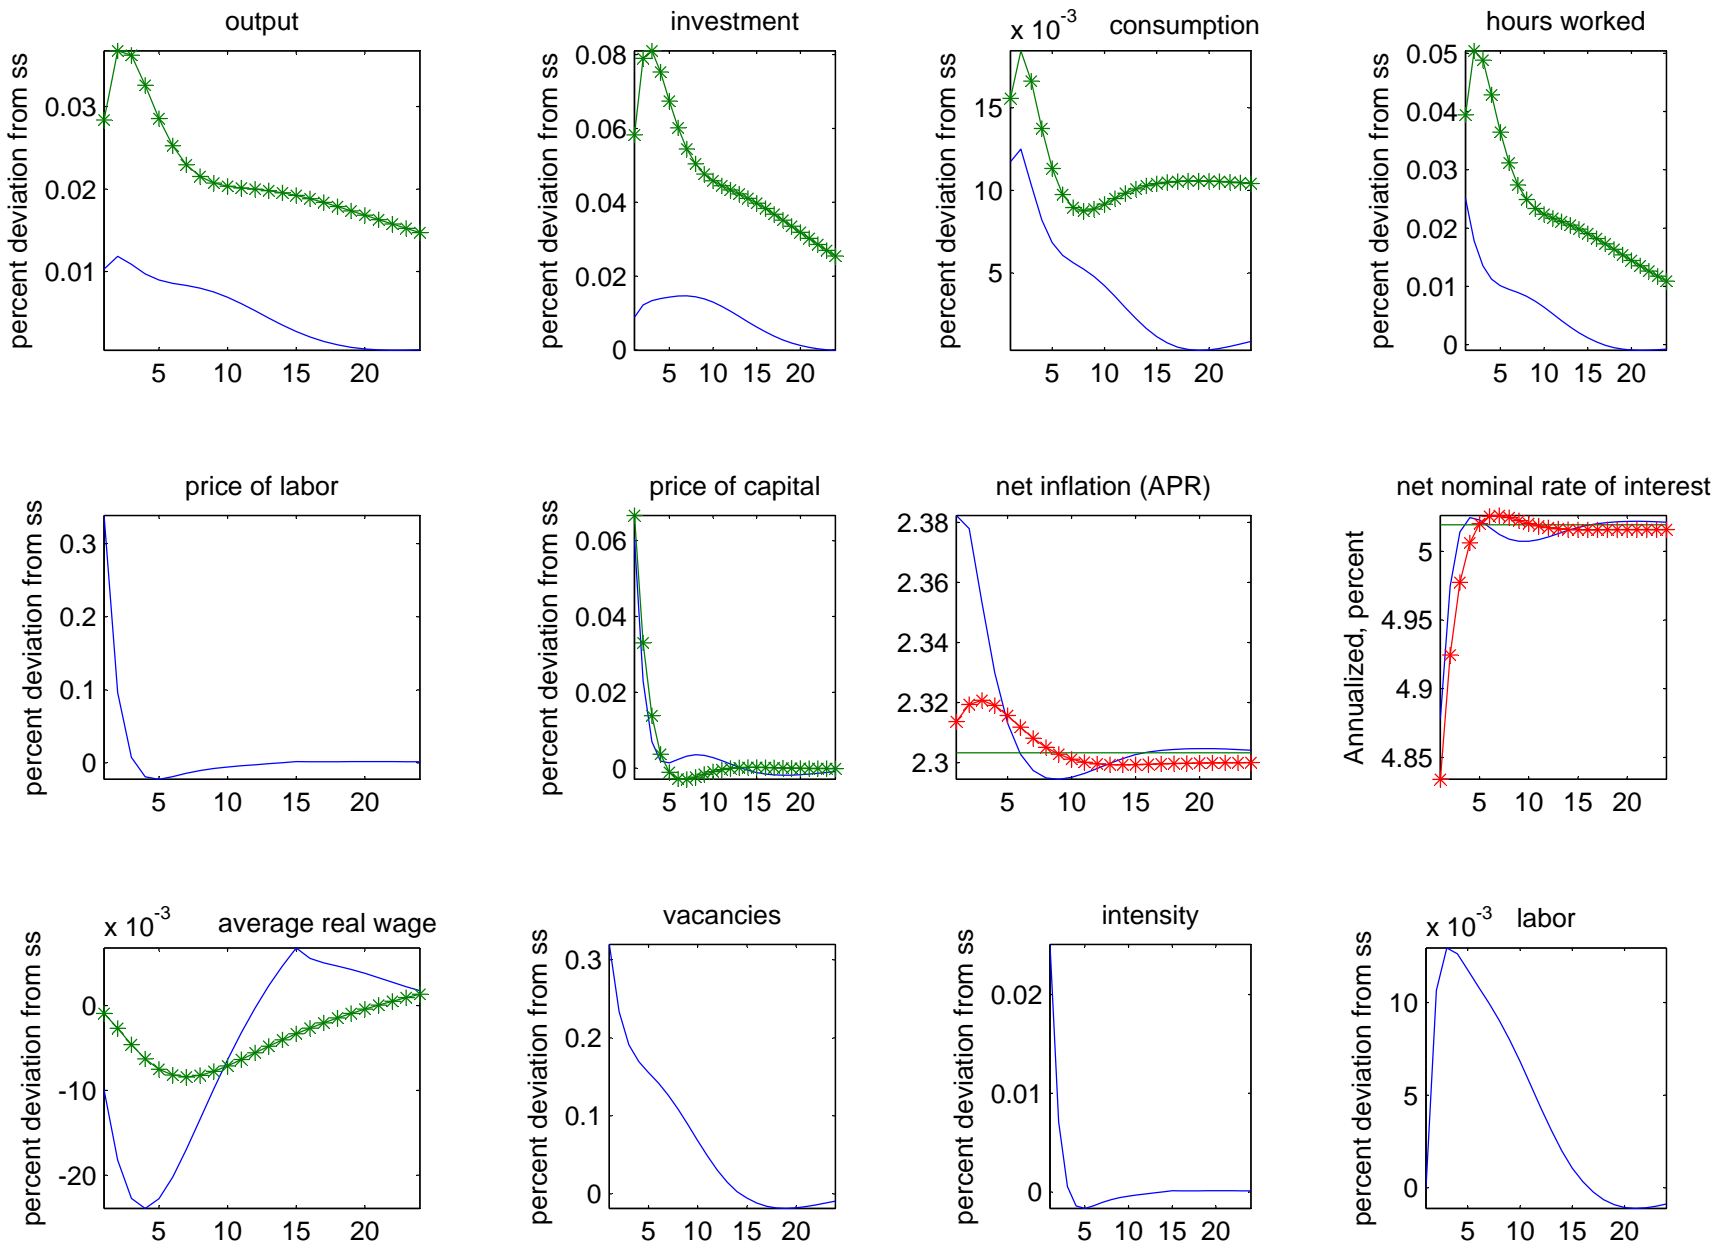 output
percent deviation from ss
0.03
0.02
0.01
5 10 15 20
investment
percent deviation from ss
0.08
0.06
0.04
0.02
0
5 10 15 20
x 10-3 consumption
percent deviation from ss
15
10
5
5 10 15 20
hours worked
percent deviation from ss
0.05
0.04
0.03
0.02
0.01
0
5 10 15 20
price of labor
percent deviation from ss
0.3
0.2
0.1
0
5 10 15 20
price of capital
percent deviation from ss
0.06
0.04
0.02
0
5 10 15 20
net inflation (APR)
2.38
2.36
2.34
2.32
2.3
5 10 15 20
net nominal rate of interest
Annualized, percent
5
4.95
4.9
4.85
5 10 15 20
x 10-3 average real wage
percent deviation from ss
0
-10
-20
5 10 15 20
vacancies
percent deviation from ss
0.3
0.2
0.1
0
5 10 15 20
intensity
percent deviation from ss
0.02
0.01
0
5 10 15 20
x 10-3 labor
percent deviation from ss
10
5
0
5 10 15 20